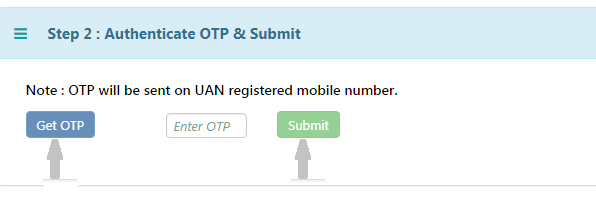 Step 2 : Authenticate OTP & Submit
Note : OTP will be sent on UAN registered mobile number.
Get OTP Enter OTP Submit